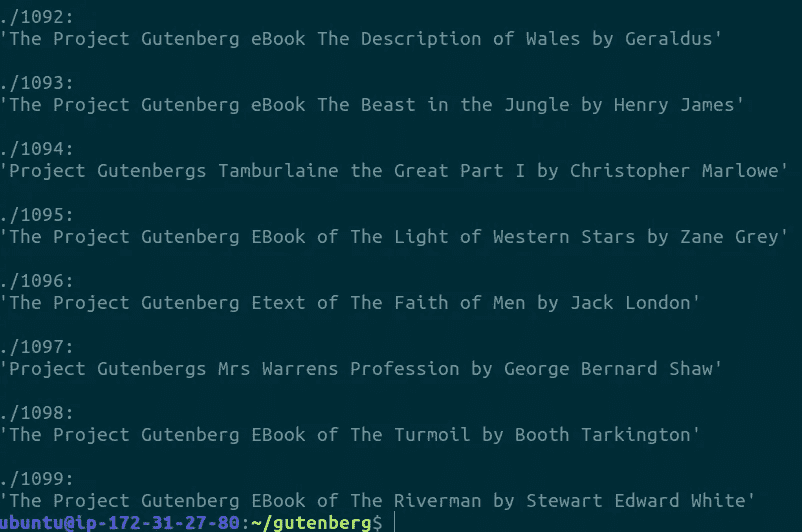 ./1092:
'The Project Gutenberg eBook The Description of Wales by Geraldus'
./1093:
'The Project Gutenberg eBook The Beast in the Jungle by Henry James'
./1094:
'Project Gutenbergs Tamburlaine the Great Part I by Christopher Marlowe'
./1095:
'The Project Gutenberg EBook of The Light of Western Stars by Zane Grey'
./1096:
'The Project Gutenberg Etext of The Faith of Men by Jack London'
./1097:
'Project Gutenbergs Mrs Warrens Profession by George Bernard Shaw'
./1098:
'The Project Gutenberg EBook of The Turmoil by Booth Tarkington'
./1099:
'The Project Gutenberg EBook of The Riverman by Stewart Edward White'
ubuntu@ip-172-31-27-80:~/gutenberg$